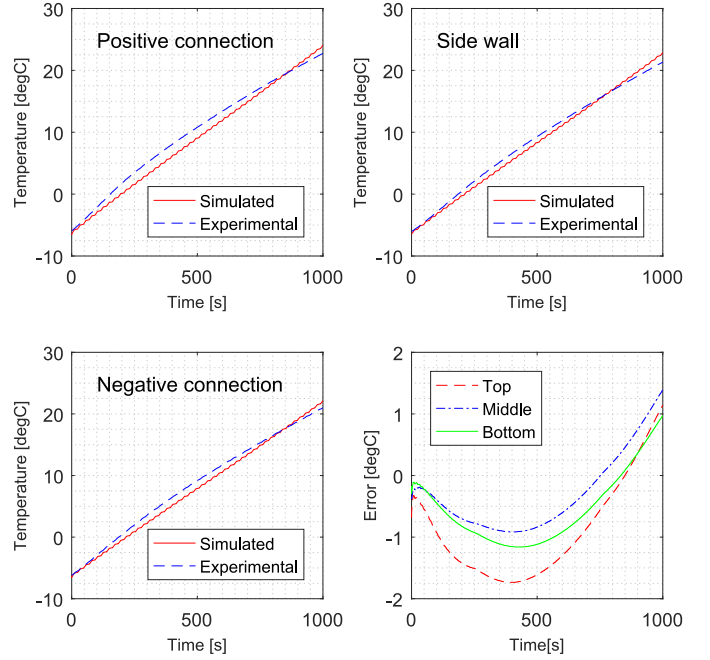 30
20
10
0
-10
Temperature [degC]
Positive connection
Simulated
Experimental
0
500
1000
Time [s]
30
20
10
0
-10
Temperature [degC]
Side wall
Simulated
Experimental
0
500
1000
Time [s]
30
20
10
0
-10
Temperature [degC]
Negative connection
Simulated
Experimental
0
500
1000
Time [s]
2
1
0
-1
-2
Error [degC]
Top
Middle
Bottom
0
500
1000
Time[s]